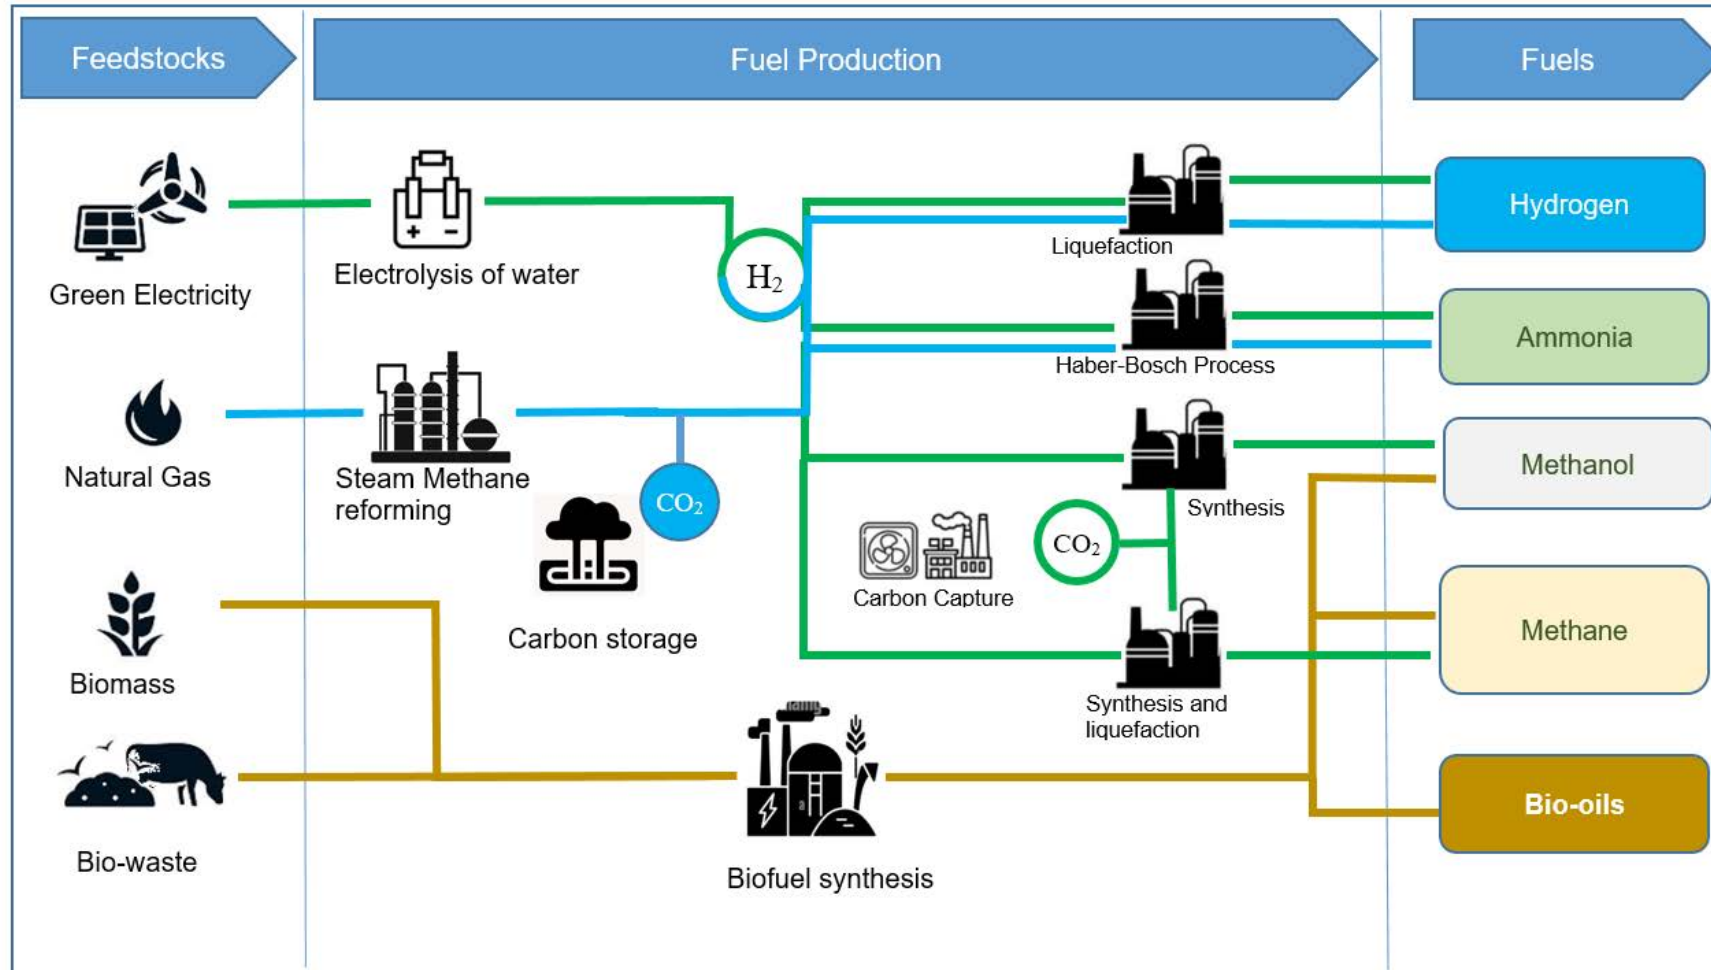 Feedstocks
Fuel Production
Fuels
Green Electricity
Electrolysis of water
H₂
Liquefaction
Hydrogen
Haber-Bosch Process
Ammonia
Natural Gas
Steam Methane
reforming
CO₂
Carbon storage
Synthesis
Methanol
CO₂
Carbon Capture
Biomass
Synthesis and
liquefaction
Methane
Bio-waste
Biofuel synthesis
Bio-oils